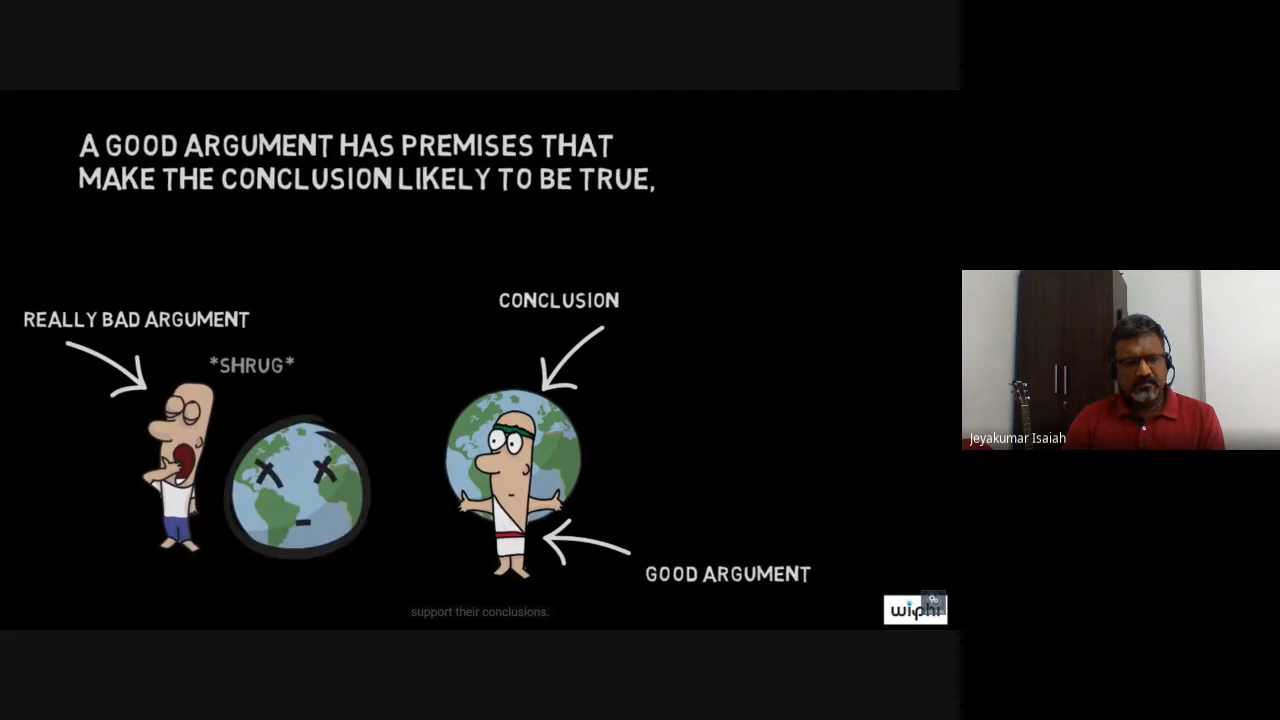 A GOOD ARGUMENT HAS PREMISES THAT
MAKE THE CONCLUSION LIKELY TO BE TRUE,
CONCLUSION
REALLY BAD ARGUMENT
*SHRUG*
Jeyakumar Isaiah
GOOD ARGUMENT
support their conclusions.
wiphi